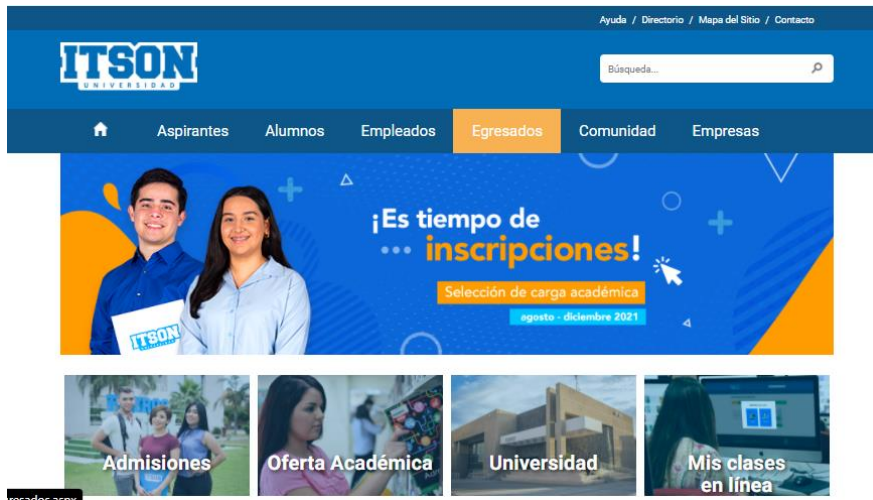 Ayuda / Directorio / Mapa del Sitio / Contacto
ITSON
UNIVERSIDAD
Búsqueda...
Aspirantes Alumnos Empleados Egresados Comunidad Empresas
¡Es tiempo de
... inscripciones!
Selección de carga académica
agosto - diciembre 2021
ITSON
Admisiones Oferta Académica Universidad Mis clases
en línea